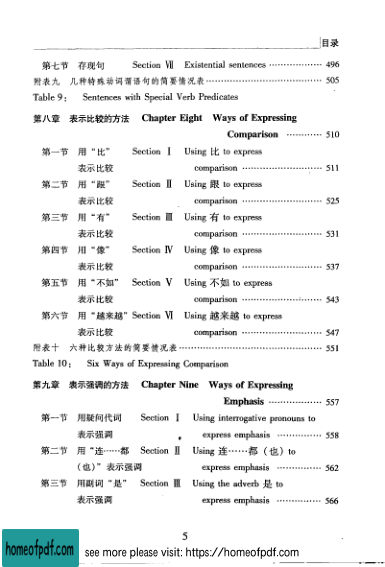 目录
第七节 存现句 Section Ⅶ Existential sentences ……………… 496
附表九 几种特殊动词谓语句的简要情况表 ……………………………… 505
Table 9: Sentences with Special Verb Predicates
第八章 表示比较的方法 Chapter Eight Ways of Expressing
Comparison ………… 510
第一节 用“比” Section Ⅰ Using 比 to express
表示比较 comparison …………………… 511
第二节 用“跟” Section Ⅱ Using 跟 to express
表示比较 comparison …………………… 525
第三节 用“有” Section Ⅲ Using 有 to express
表示比较 comparison …………………… 531
第四节 用“像” Section Ⅳ Using 像 to express
表示比较 comparison …………………… 537
第五节 用“不如” Section Ⅴ Using 不如 to express
表示比较 comparison …………………… 543
第六节 用“越来越” Section Ⅵ Using 越来越 to express
表示比较 comparison …………………… 547
附表十 六种比较方法的简要情况表 …………………………………… 551
Table 10: Six Ways of Expressing Comparison
第九章 表示强调的方法 Chapter Nine Ways of Expressing
Emphasis ……………… 557
第一节 用疑问代词 Section Ⅰ Using interrogative pronouns to
表示强调 express emphasis …………… 558
第二节 用“连……都 Section Ⅱ Using 连……都（也）to
（也）”表示强调 express emphasis …………… 562
第三节 用副词“是” Section Ⅲ Using the adverb 是 to
表示强调 express emphasis …………… 566
5
homeofpdf.com see more please visit: https://homeofpdf.com